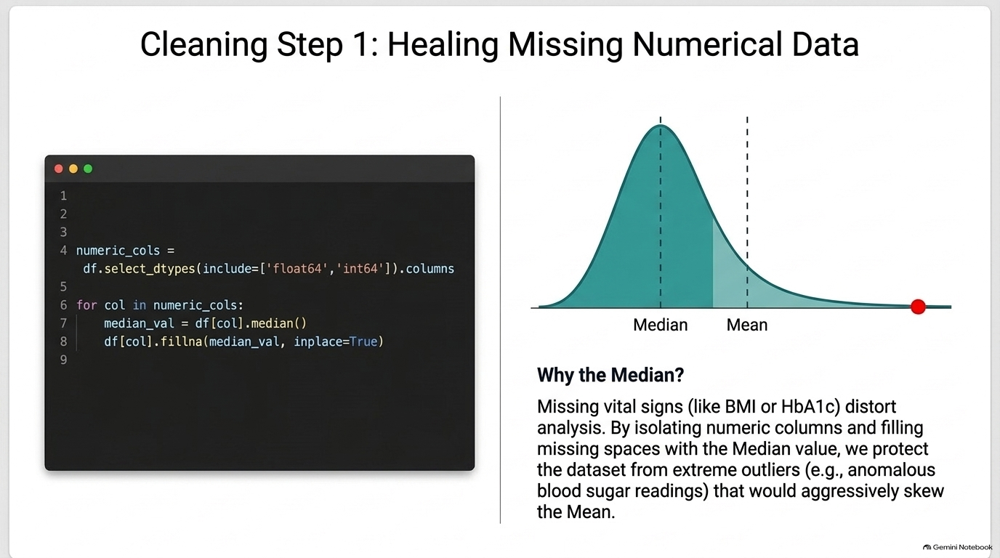 Cleaning Step 1: Healing Missing Numerical Data
1
2
3
4 numeric_cols =
df.select_dtypes(include=['float64','int64']).columns
5
6 for col in numeric_cols:
7 median_val = df[col].median()
8 df[col].fillna(median_val, inplace=True)
9
Median Mean
Why the Median?
Missing vital signs (like BMI or HbA1c) distort
analysis. By isolating numeric columns and filling
missing spaces with the Median value, we protect
the dataset from extreme outliers (e.g., anomalous
blood sugar readings) that would aggressively skew
the Mean.
Gemini Notebook